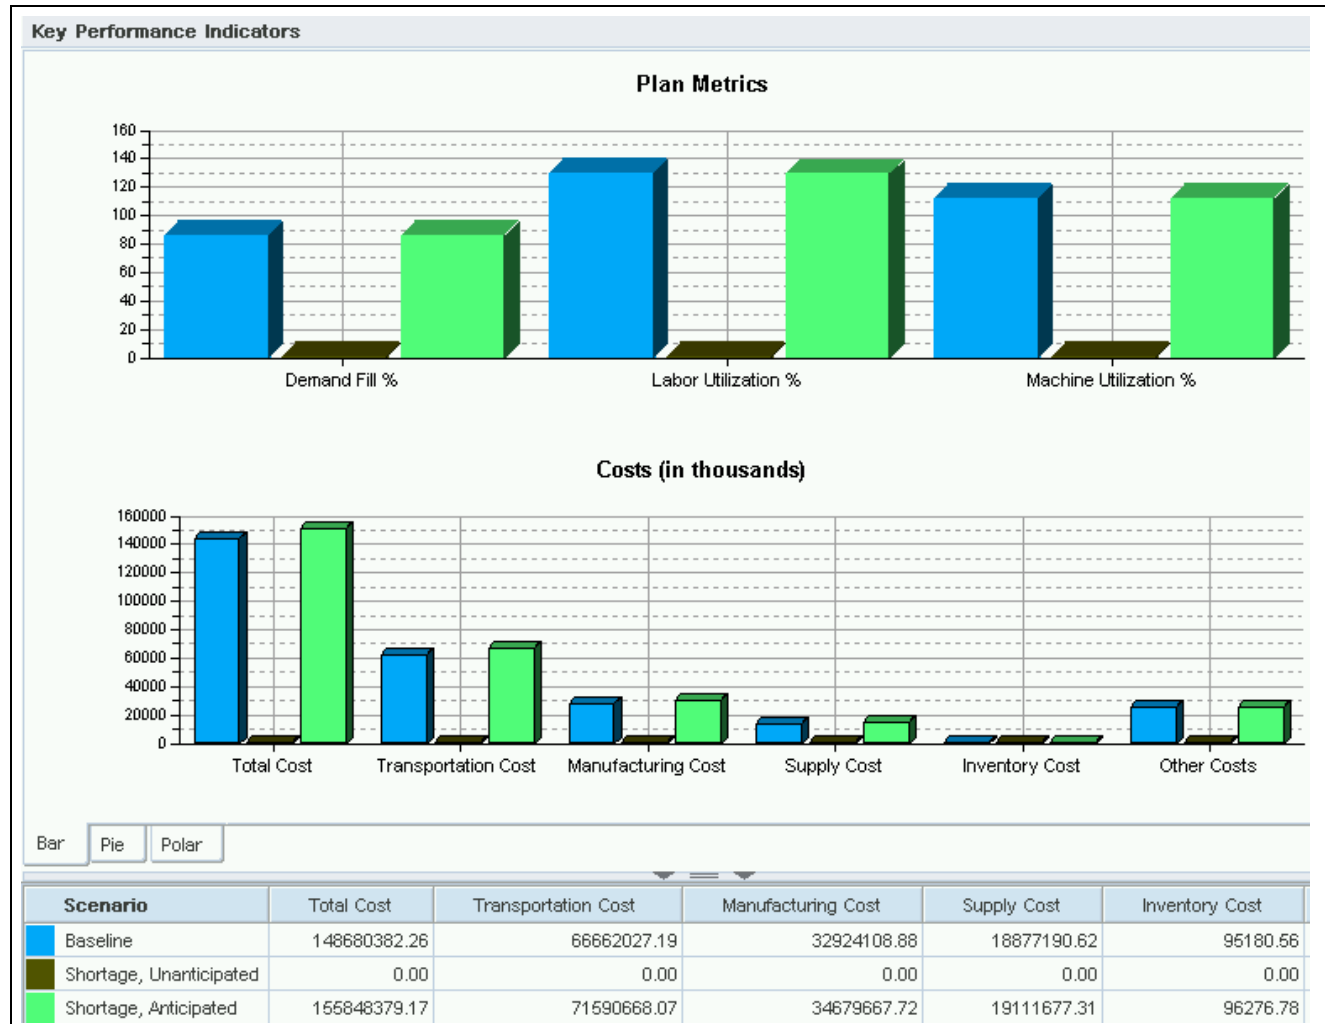 Key Performance Indicators
Plan Metrics
160
140
120
100
80
60
40
20
0
Demand Fill % Labor Utilization % Machine Utilization %
Costs (in thousands)
160000
140000
120000
100000
80000
60000
40000
20000
0
Total Cost Transportation Cost Manufacturing Cost Supply Cost Inventory Cost Other Costs
Bar Pie Polar
Scenario Total Cost Transportation Cost Manufacturing Cost Supply Cost Inventory Cost
Baseline 148680382.26 66662027.19 32924108.88 18877190.62 95180.56
Shortage, Unanticipated 0.00 0.00 0.00 0.00 0.00
Shortage, Anticipated 155848379.17 71590668.07 34679667.72 19111677.31 96276.78